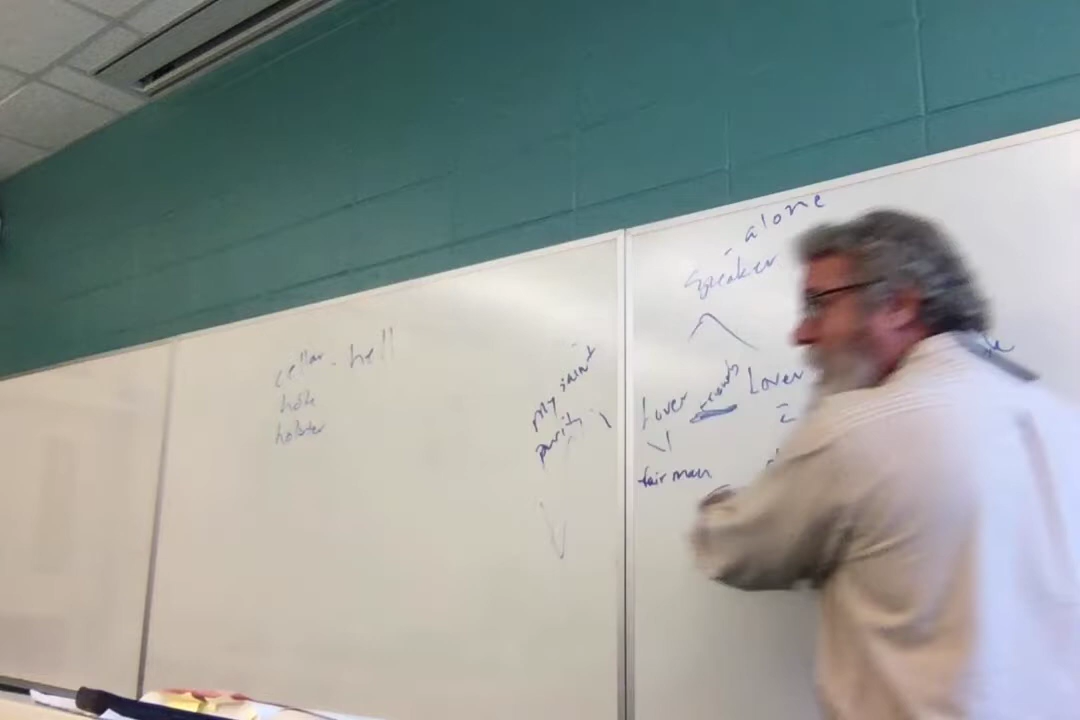 cellar - hell
hole
holster
my saint
purity
- alone
speaker
Lover
Lover
fair man